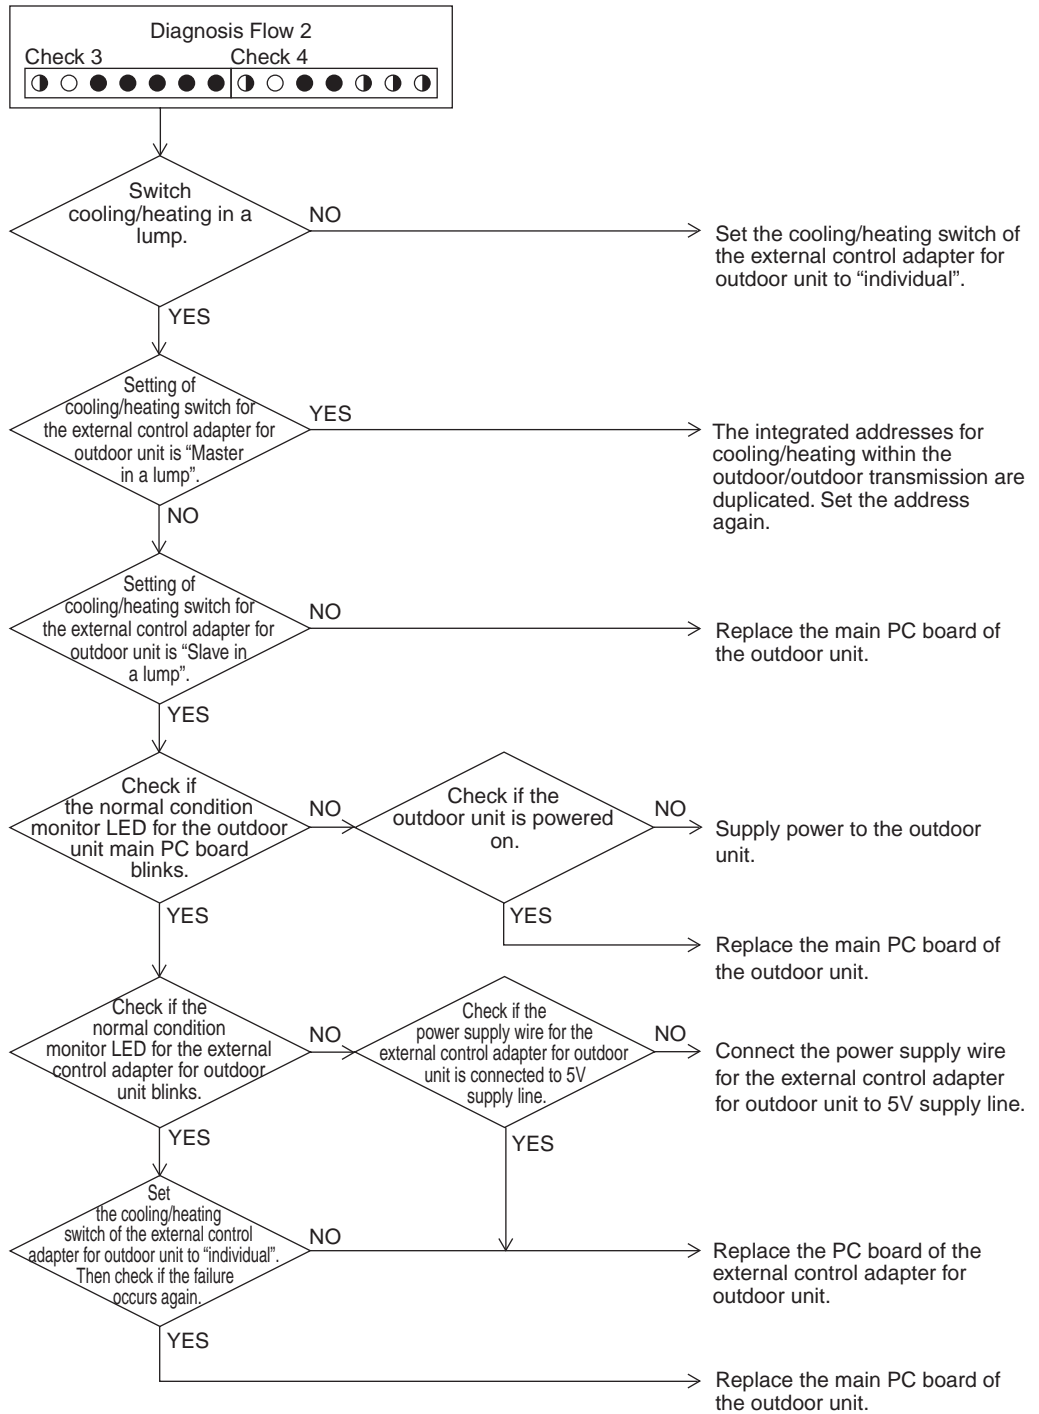 Diagnosis Flow 2
Check 3
Check 4
Switch
cooling/heating in a
lump.
NO
Set the cooling/heating switch of
the external control adapter for
outdoor unit to “individual”.
YES
Setting of
cooling/heating switch for
the external control adapter for
outdoor unit is “Master
in a lump”.
YES
The integrated addresses for
cooling/heating within the
outdoor/outdoor transmission are
duplicated. Set the address
again.
NO
Setting of
cooling/heating switch for
the external control adapter for
outdoor unit is “Slave in
a lump”.
NO
Replace the main PC board of
the outdoor unit.
YES
Check if
the normal condition
monitor LED for the outdoor
unit main PC board
blinks.
NO
Check if the
outdoor unit is powered
on.
NO
Supply power to the outdoor
unit.
YES
YES
Replace the main PC board of
the outdoor unit.
Check if the
normal condition
monitor LED for the external
control adapter for outdoor
unit blinks.
NO
Check if the
power supply wire for the
external control adapter for outdoor
unit is connected to 5V
supply line.
NO
Connect the power supply wire
for the external control adapter
for outdoor unit to 5V supply line.
YES
YES
Set
the cooling/heating
switch of the external control
adapter for outdoor unit to “individual”.
Then check if the failure
occurs again.
NO
Replace the PC board of the
external control adapter for
outdoor unit.
YES
Replace the main PC board of
the outdoor unit.